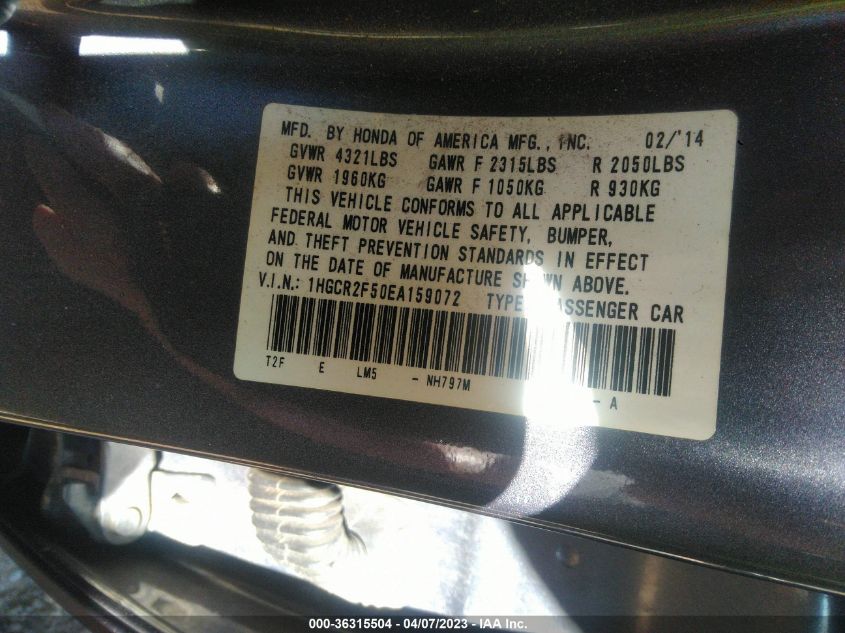 MFD. BY HONDA OF AMERICA MFG., INC. 02/'14
GVWR 4321LBS GAWR F 2315LBS R 2050LBS
GVWR 1960KG GAWR F 1050KG R 930KG
THIS VEHICLE CONFORMS TO ALL APPLICABLE
FEDERAL MOTOR VEHICLE SAFETY, BUMPER,
AND THEFT PREVENTION STANDARDS IN EFFECT
ON THE DATE OF MANUFACTURE SHOWN ABOVE.
V.I.N.: 1HGCR2F50EA159072 TYPE: PASSENGER CAR
T2F E LM5 - NH797M - A
000-36315504 - 04/07/2023 - IAA Inc.